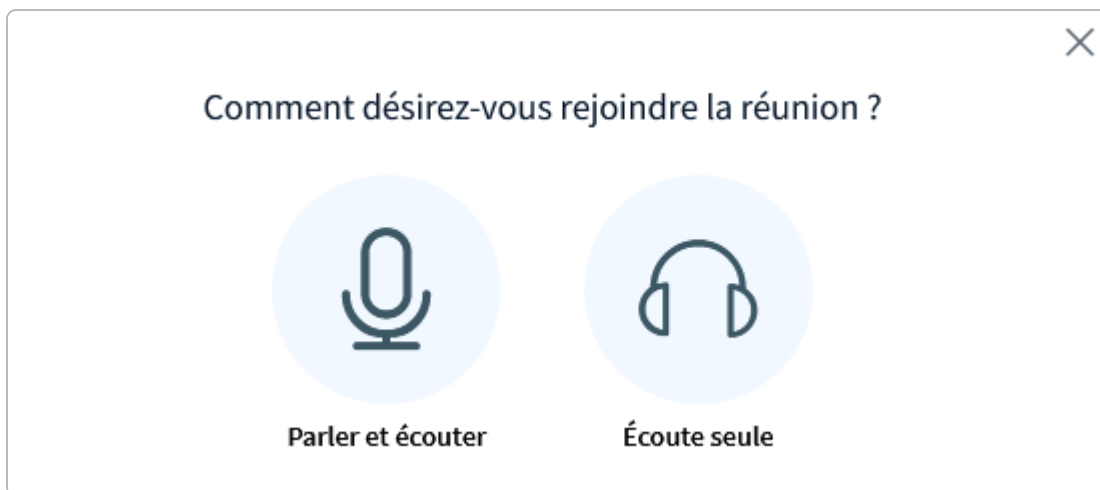 Comment désirez-vous rejoindre la réunion ?
Parler et écouter
Écoute seule